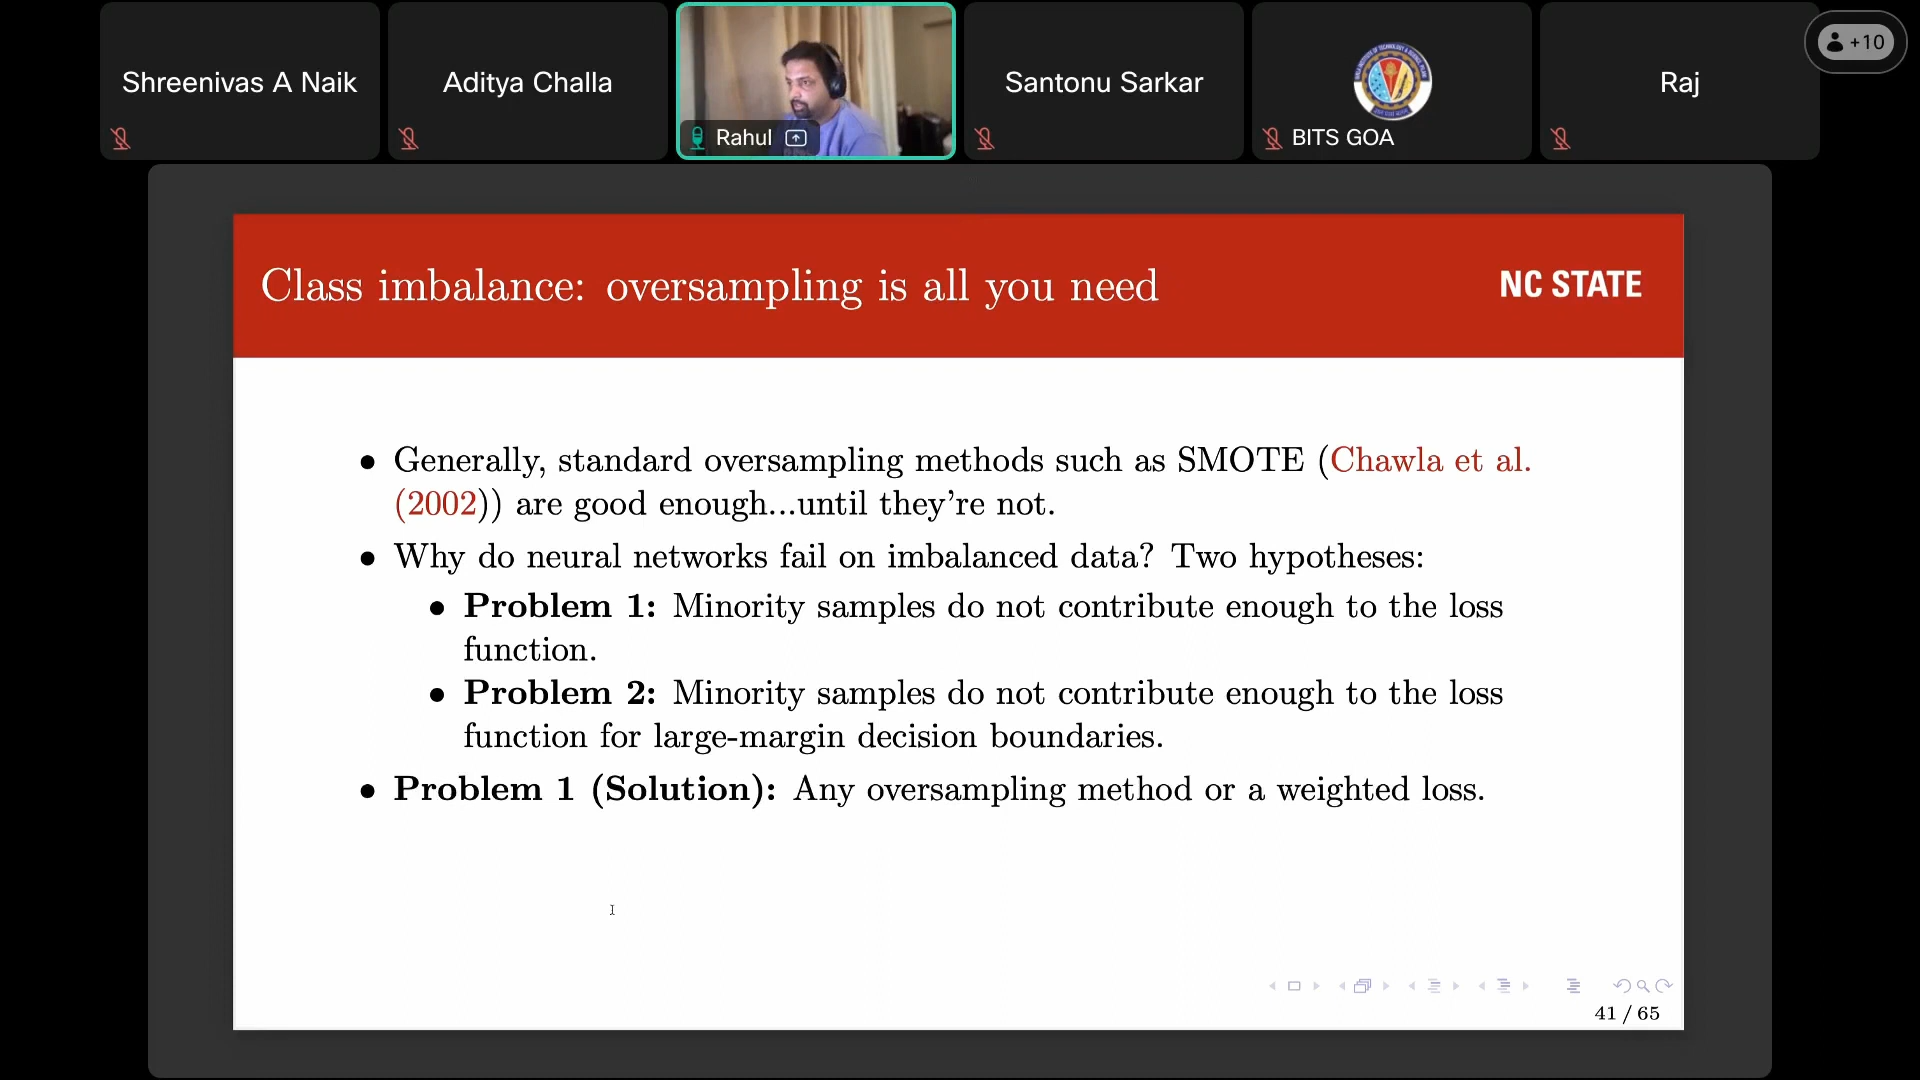 Shreenivas A Naik
Aditya Challa
Rahul
Santonu Sarkar
BITS GOA
Raj
+10
Class imbalance: oversampling is all you need
NC STATE
• Generally, standard oversampling methods such as SMOTE (Chawla et al.
(2002)) are good enough...until they're not.
• Why do neural networks fail on imbalanced data? Two hypotheses:
• Problem 1: Minority samples do not contribute enough to the loss
function.
• Problem 2: Minority samples do not contribute enough to the loss
function for large-margin decision boundaries.
• Problem 1 (Solution): Any oversampling method or a weighted loss.
41 / 65